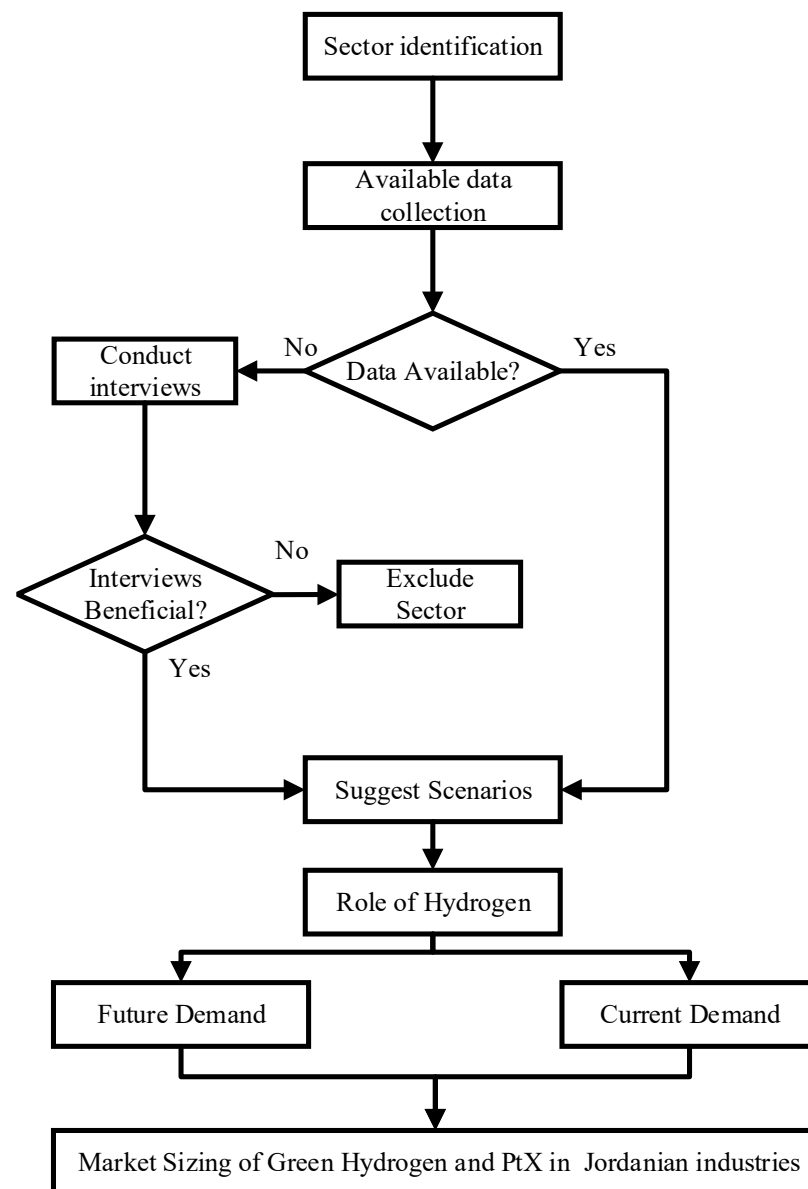 Sector identification
Available data
collection
No
Yes
Conduct
interviews
Data Available?
No
Interviews
Beneficial?
Exclude
Sector
Yes
Suggest Scenarios
Role of Hydrogen
Future Demand
Current Demand
Market Sizing of Green Hydrogen and PtX in Jordanian industries